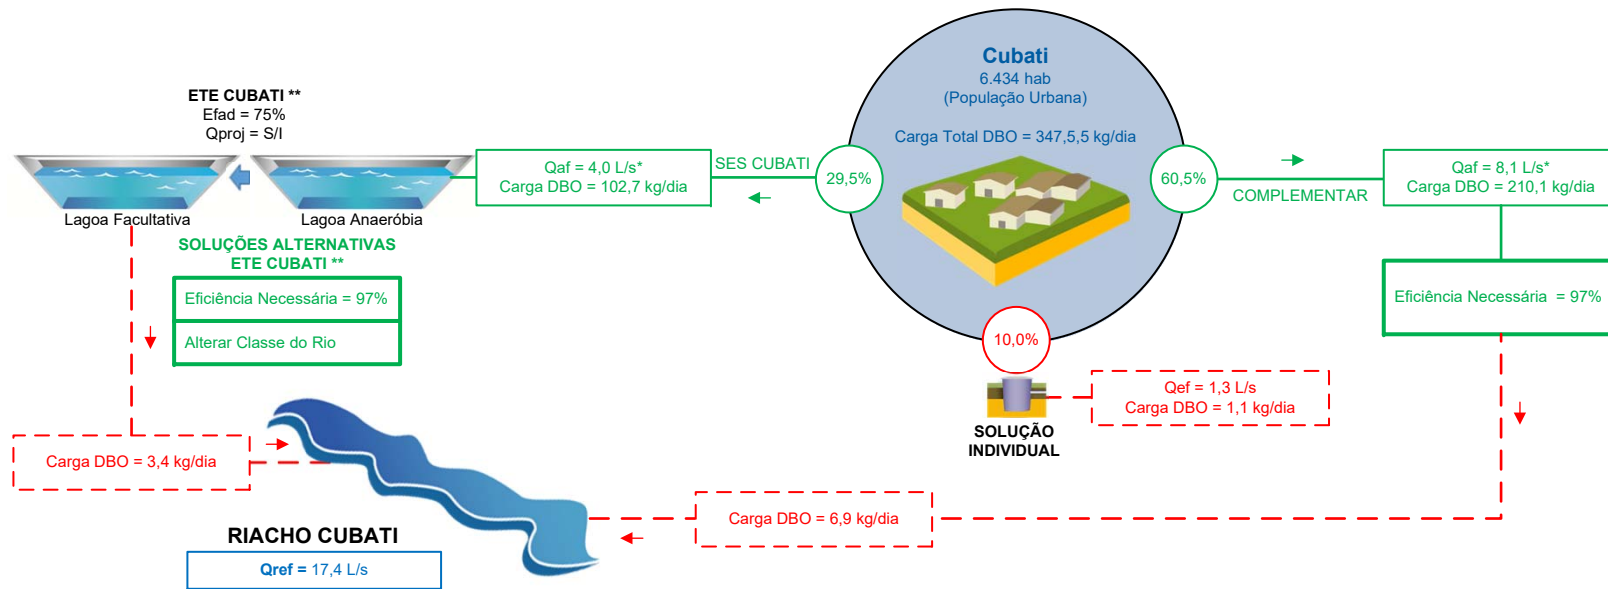 Cubati
6.434 hab
(População Urbana)
Carga Total DBO = 347,5,5 kg/dia
ETE CUBATI **
Efad = 75%
Qproj = S/I
Lagoa Facultativa
Lagoa Anaeróbia
Qaf = 4,0 L/s*
Carga DBO = 102,7 kg/dia
SES CUBATI
29,5%
60,5%
COMPLEMENTAR
Qaf = 8,1 L/s*
Carga DBO = 210,1 kg/dia
SOLUÇÕES ALTERNATIVAS
ETE CUBATI **
Eficiência Necessária = 97%
Alterar Classe do Rio
Eficiência Necessária = 97%
10,0%
Qef = 1,3 L/s
Carga DBO = 1,1 kg/dia
SOLUÇÃO
INDIVIDUAL
Carga DBO = 3,4 kg/dia
Carga DBO = 6,9 kg/dia
RIACHO CUBATI
Qref = 17,4 L/s